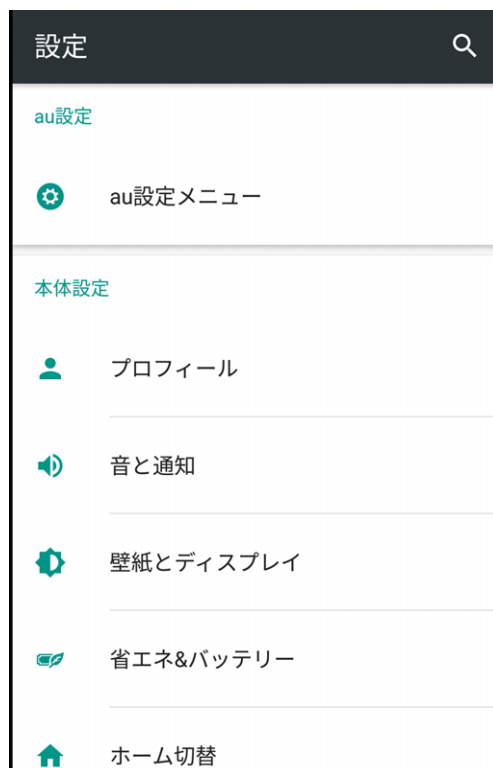 設定
au設定
au設定メニュー
本体設定
プロフィール
音と通知
壁紙とディスプレイ
省エネ&バッテリー
ホーム切替